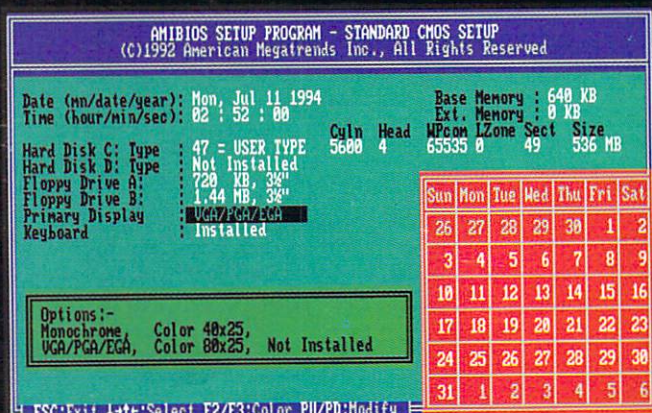 AMIBIOS SETUP PROGRAM - STANDARD CMOS SETUP
(C)1992 American Megatrends Inc., All Rights Reserved
Date (mn/date/year): Mon, Jul 11 1994
Base Memory : 640 KB
Time (hour/min/sec): 02 : 52 : 00
Ext. Memory : 0 KB
Cyln Head WPcom LZone Sect Size
Hard Disk C: Type : 47 = USER TYPE 5600 4 65535 0 49 536 MB
Hard Disk D: Type : Not Installed
Floppy Drive A: : 720 KB, 3½"
Floppy Drive B: : 1.44 MB, 3½"
Primary Display : VGA/PGA/EGA
Keyboard : Installed
Sun Mon Tue Wed Thu Fri Sat
26 27 28 29 30 1 2
3 4 5 6 7 8 9
10 11 12 13 14 15 16
17 18 19 20 21 22 23
24 25 26 27 28 29 30
31 1 2 3 4 5 6
Options:-
Monochrome, Color 40x25,
VGA/PGA/EGA, Color 80x25, Not Installed
ESC:Exit ↓→↑←:Select F2/F3:Color PU/PD:Modify